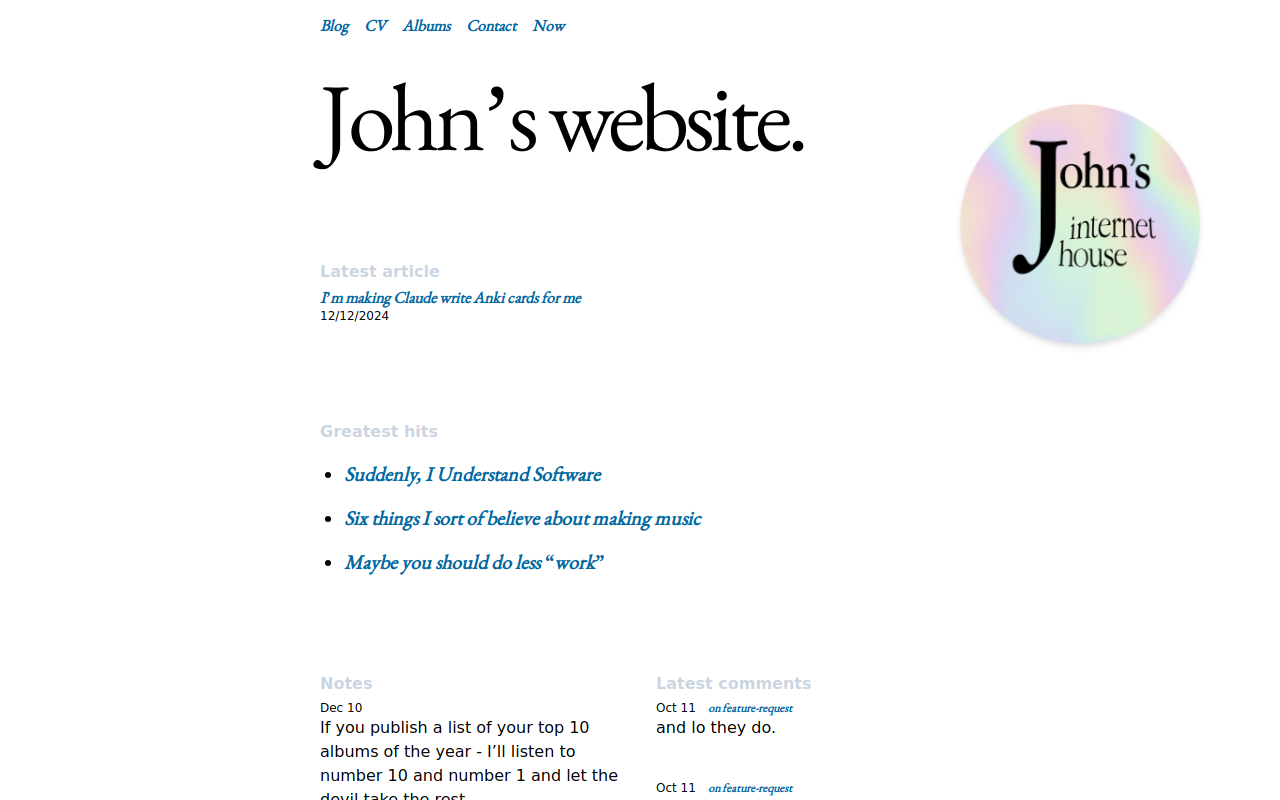 Blog CV Albums Contact Now
John’s website.
John’s
internet
house
Latest article
I’m making Claude write Anki cards for me
12/12/2024
Greatest hits
Suddenly, I Understand Software
Six things I sort of believe about making music
Maybe you should do less “work”
Notes
Dec 10
If you publish a list of your top 10
albums of the year - I’ll listen to
number 10 and number 1 and let the
devil take the rest
Latest comments
Oct 11 on feature-request
and lo they do.
Oct 11 on feature-request